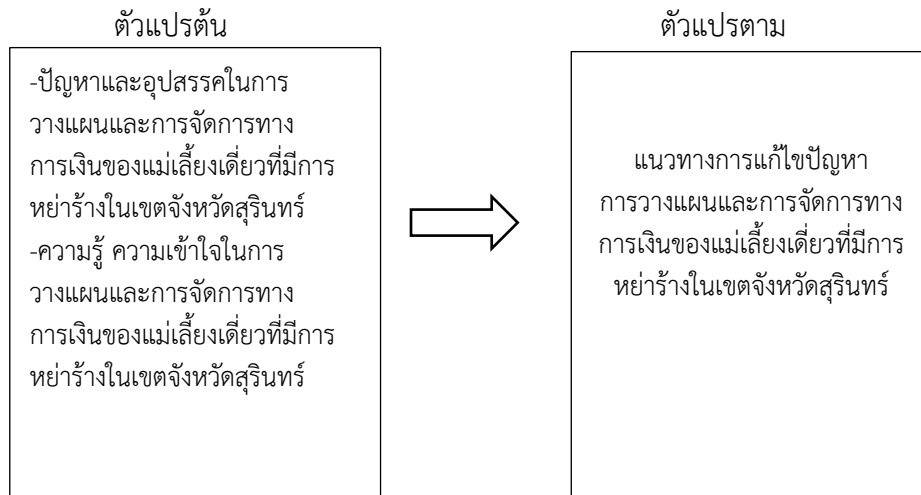 ตัวแปรต้น
-ปัญหาและอุปสรรคในการ
วางแผนและการจัดการทาง
การเงินของแม่เลี้ยงเดี่ยวที่มีการ
หย่าร้างในเขตจังหวัดสุรินทร์
-ความรู้ ความเข้าใจในการ
วางแผนและการจัดการทาง
การเงินของแม่เลี้ยงเดี่ยวที่มีการ
หย่าร้างในเขตจังหวัดสุรินทร์
ตัวแปรตาม
แนวทางการแก้ไขปัญหา
การวางแผนและการจัดการทาง
การเงินของแม่เลี้ยงเดี่ยวที่มีการ
หย่าร้างในเขตจังหวัดสุรินทร์